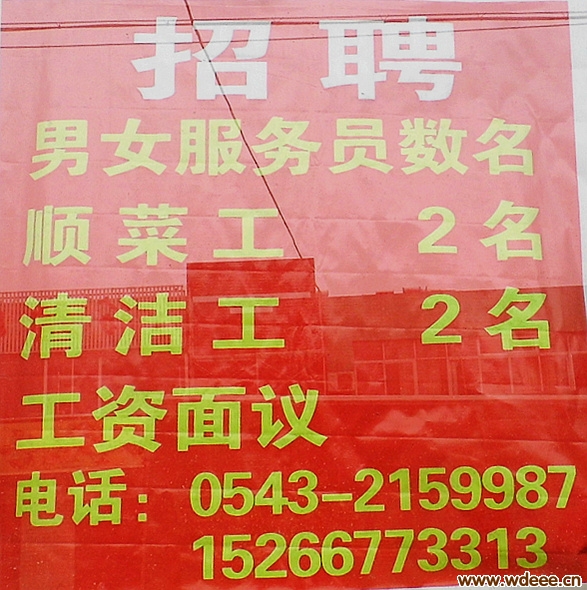 招聘
男女服务员数名
顺菜工 2名
清洁工 2名
工资面议
电话：0543-2159987
15266773313
www.wdeee.cn